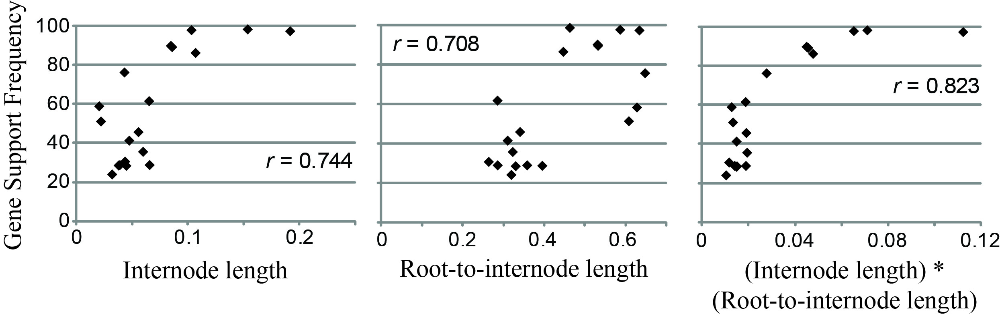 Gene Support Frequency
100
80
60
40
20
0
0 0.1 0.2
r = 0.744
Internode length
r = 0.708
0 0.2 0.4 0.6
Root-to-internode length
r = 0.823
0 0.04 0.08 0.12
(Internode length) *
(Root-to-internode length)